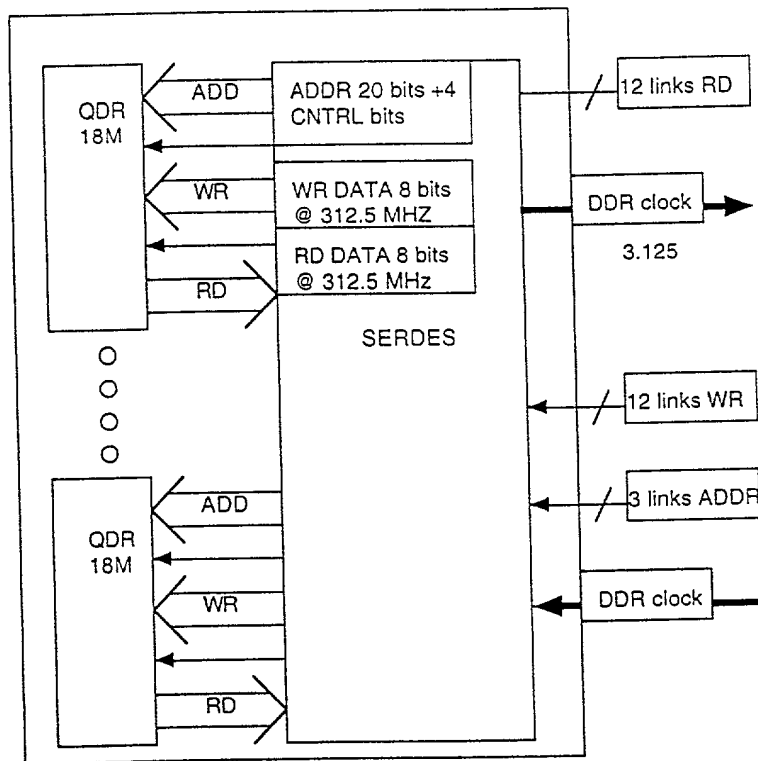 QDR
18M
ADD
WR
RD
ADDR 20 bits +4
CNTRL bits
WR DATA 8 bits
@ 312.5 MHZ
RD DATA 8 bits
@ 312.5 MHz
SERDES
12 links RD
DDR clock
3.125
12 links WR
3 links ADDR
DDR clock
QDR
18M
ADD
WR
RD